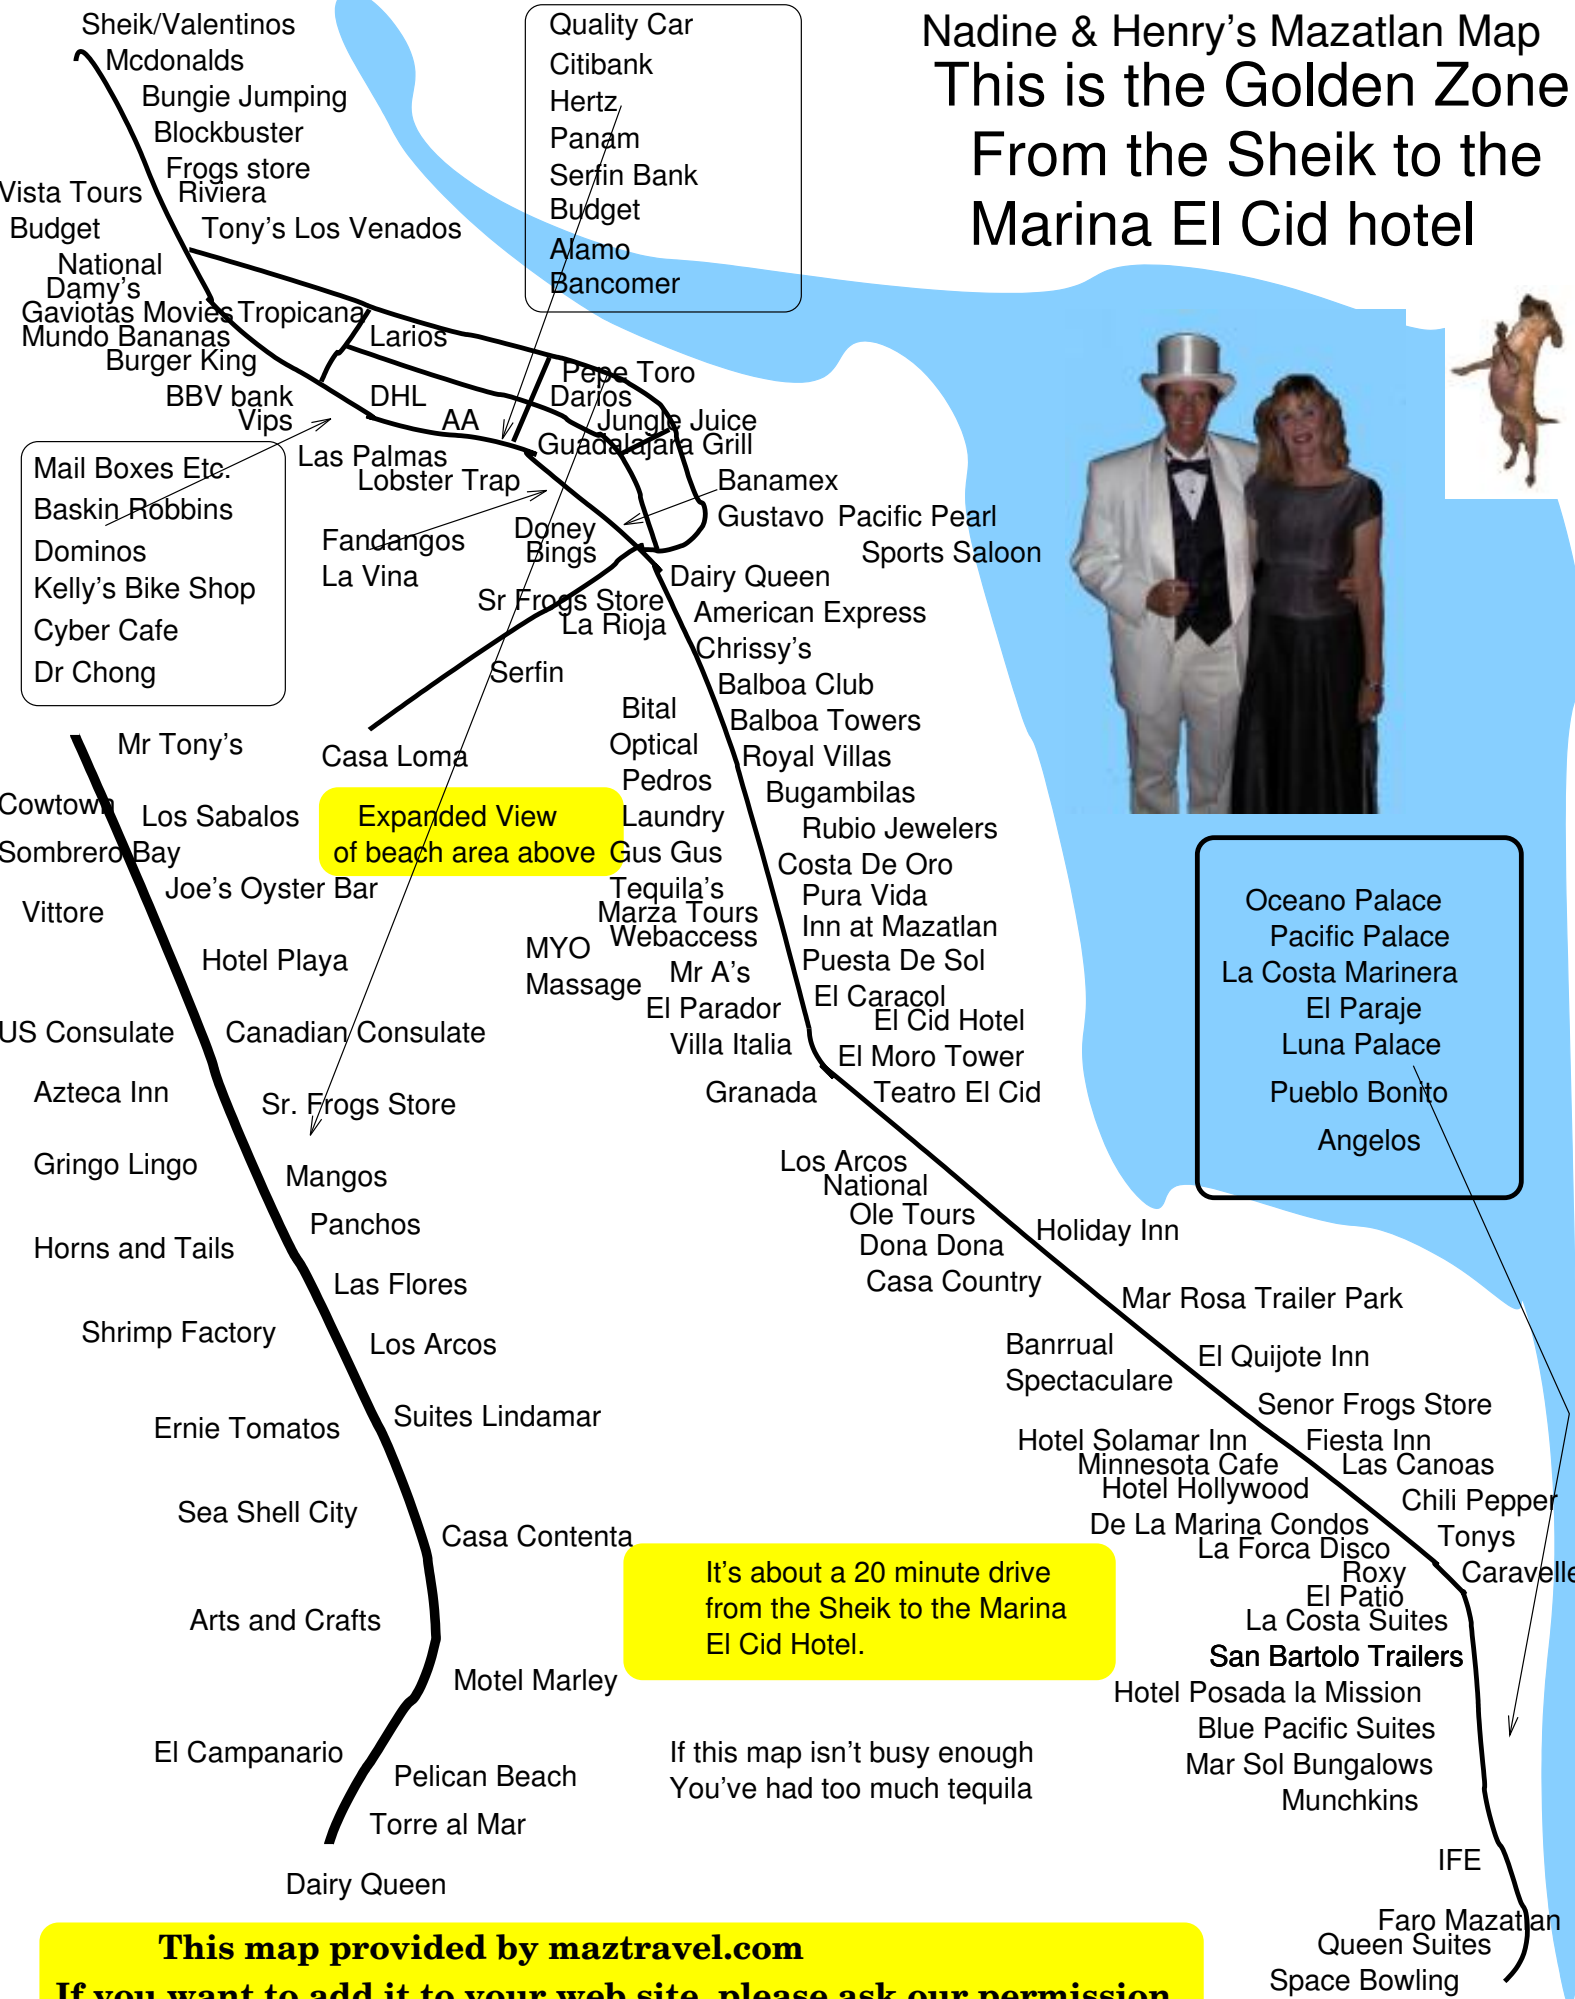 Nadine & Henry's Mazatlan Map
This is the Golden Zone
From the Sheik to the
Marina El Cid hotel
Sheik/Valentinos
Mcdonalds
Bungie Jumping
Blockbuster
Frogs store
Vista Tours
Riviera
Budget
Tony's Los Venados
National
Damy's
Gaviotas Movies
Tropicana
Mundo Bananas
Larios
Burger King
BBV bank
DHL
Vips
AA
Quality Car
Citibank
Hertz
Panam
Serfin Bank
Budget
Alamo
Bancomer
Pepe Toro
Darios
Jungle Juice
Guadalajara Grill
Las Palmas
Lobster Trap
Banamex
Gustavo
Pacific Pearl
Sports Saloon
Mail Boxes Etc.
Baskin Robbins
Dominos
Kelly's Bike Shop
Cyber Cafe
Dr Chong
Fandangos
La Vina
Doney
Bings
Sr Frogs Store
La Rioja
Serfin
Casa Loma
Dairy Queen
American Express
Chrissy's
Balboa Club
Balboa Towers
Royal Villas
Bugambilas
Rubio Jewelers
Costa De Oro
Pura Vida
Inn at Mazatlan
Puesta De Sol
El Caracol
El Cid Hotel
El Moro Tower
Teatro El Cid
Bital
Optical
Pedros
Laundry
Gus Gus
Tequila's
Marza Tours
Webaccess
MYO
Massage
Mr A's
El Parador
Villa Italia
Granada
Expanded View
of beach area above
Mr Tony's
Cowtown
Los Sabalos
Sombrero Bay
Joe's Oyster Bar
Vittore
Hotel Playa
US Consulate
Canadian Consulate
Azteca Inn
Sr. Frogs Store
Gringo Lingo
Mangos
Panchos
Horns and Tails
Las Flores
Shrimp Factory
Los Arcos
Ernie Tomatos
Suites Lindamar
Sea Shell City
Casa Contenta
Arts and Crafts
Motel Marley
El Campanario
Pelican Beach
Torre al Mar
Dairy Queen
Oceano Palace
Pacific Palace
La Costa Marinera
El Paraje
Luna Palace
Pueblo Bonito
Angelos
Los Arcos
National
Ole Tours
Dona Dona
Casa Country
Holiday Inn
Mar Rosa Trailer Park
Banrrual
Spectaculare
El Quijote Inn
Senor Frogs Store
Hotel Solamar Inn
Fiesta Inn
Minnesota Cafe
Las Canoas
Hotel Hollywood
Chili Pepper
De La Marina Condos
Tonys
La Forca Disco
Roxy
Caravelle
El Patio
La Costa Suites
San Bartolo Trailers
Hotel Posada la Mission
Blue Pacific Suites
Mar Sol Bungalows
Munchkins
IFE
Faro Mazatlan
Queen Suites
Space Bowling
It's about a 20 minute drive
from the Sheik to the Marina
El Cid Hotel.
If this map isn't busy enough
You've had too much tequila
This map provided by maztravel.com
If you want to add it to your web site, please ask our permission